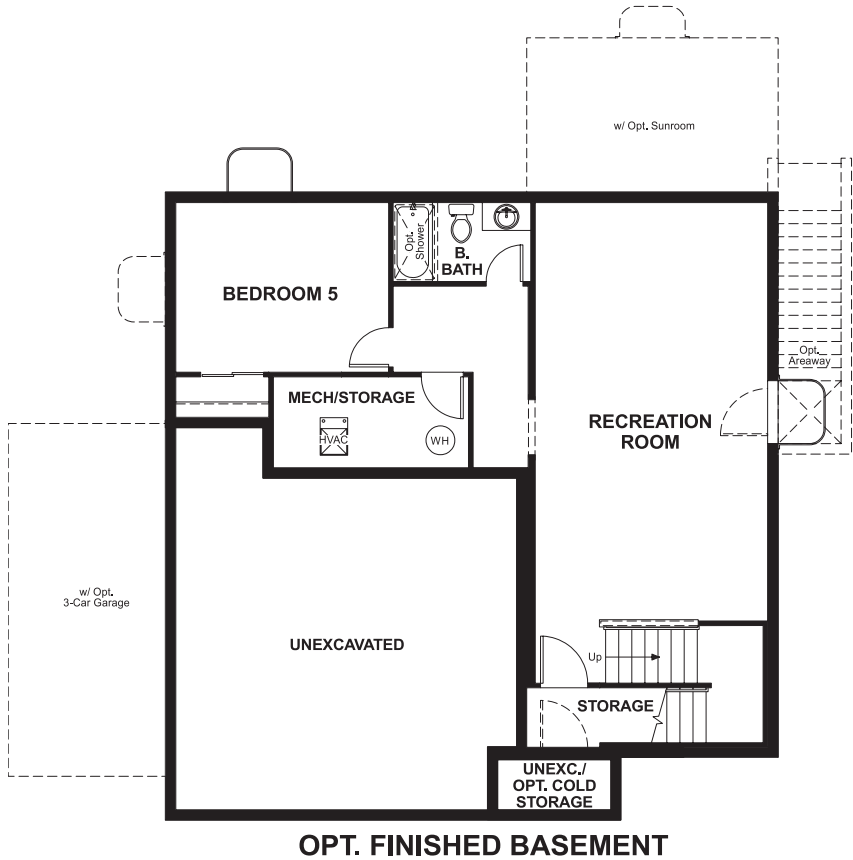 w/ Opt. Sunroom
Opt.
Shower
B.
BATH
BEDROOM 5
Opt.
Areaway
MECH/STORAGE
HVAC
WH
RECREATION
ROOM
w/ Opt.
3-Car Garage
UNEXCAVATED
Up
STORAGE
UNEXC./
OPT. COLD
STORAGE
OPT. FINISHED BASEMENT